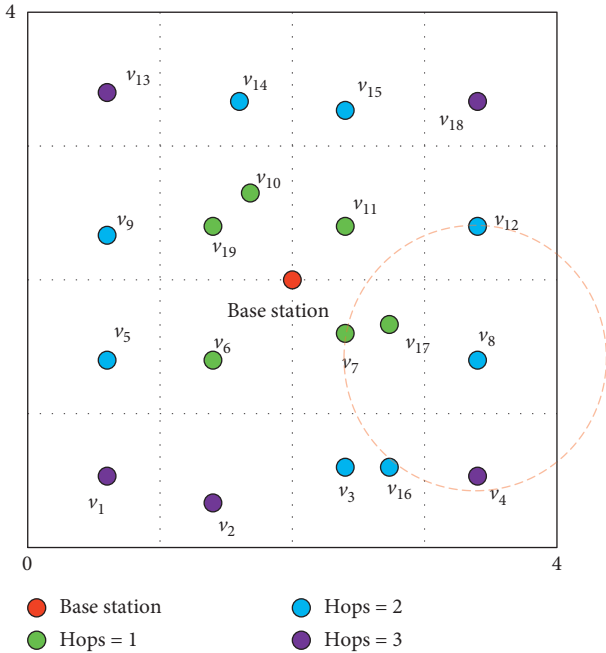 4
v13
v14
v15
v18
v10
v9
v19
v11
v12
Base station
v5
v6
v7
v17
v8
v1
v2
v3
v16
v4
0
4
Base station
Hops = 2
Hops = 1
Hops = 3